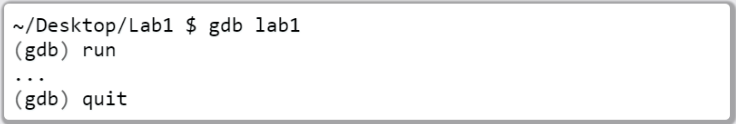 ~/Desktop/Lab1 $ gdb lab1
(gdb) run
...
(gdb) quit